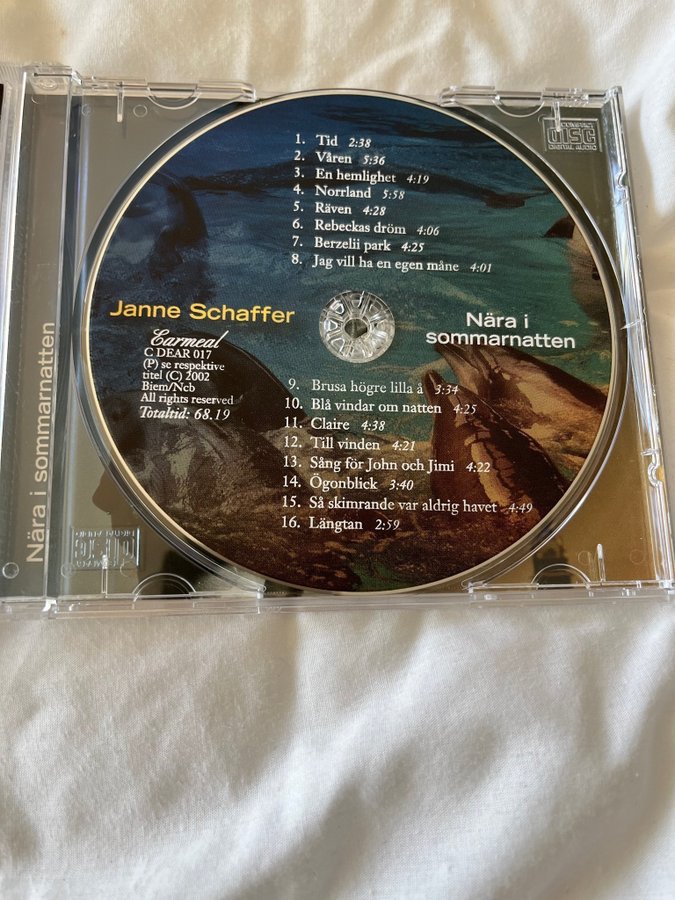 COMPACT
DISC
DIGITAL AUDIO
1. Tid 2:38
2. Våren 5:36
3. En hemlighet 4:19
4. Norrland 5:58
5. Räven 4:28
6. Rebeckas dröm 4:06
7. Berzelii park 4:25
8. Jag vill ha en egen måne 4:01
Janne Schaffer
Nära i
sommarnatten
Earmeal
C DEAR 017
(P) se respektive
titel (C) 2002
Biem/Ncb
All rights reserved
Totaltid: 68.19
9. Brusa högre lilla å 3:34
10. Blå vindar om natten 4:25
11. Claire 4:38
12. Till vinden 4:21
13. Sång för John och Jimi 4:22
14. Ögonblick 3:40
15. Så skimrande var aldrig havet 4:49
16. Längtan 2:59
Nära i sommarnatten